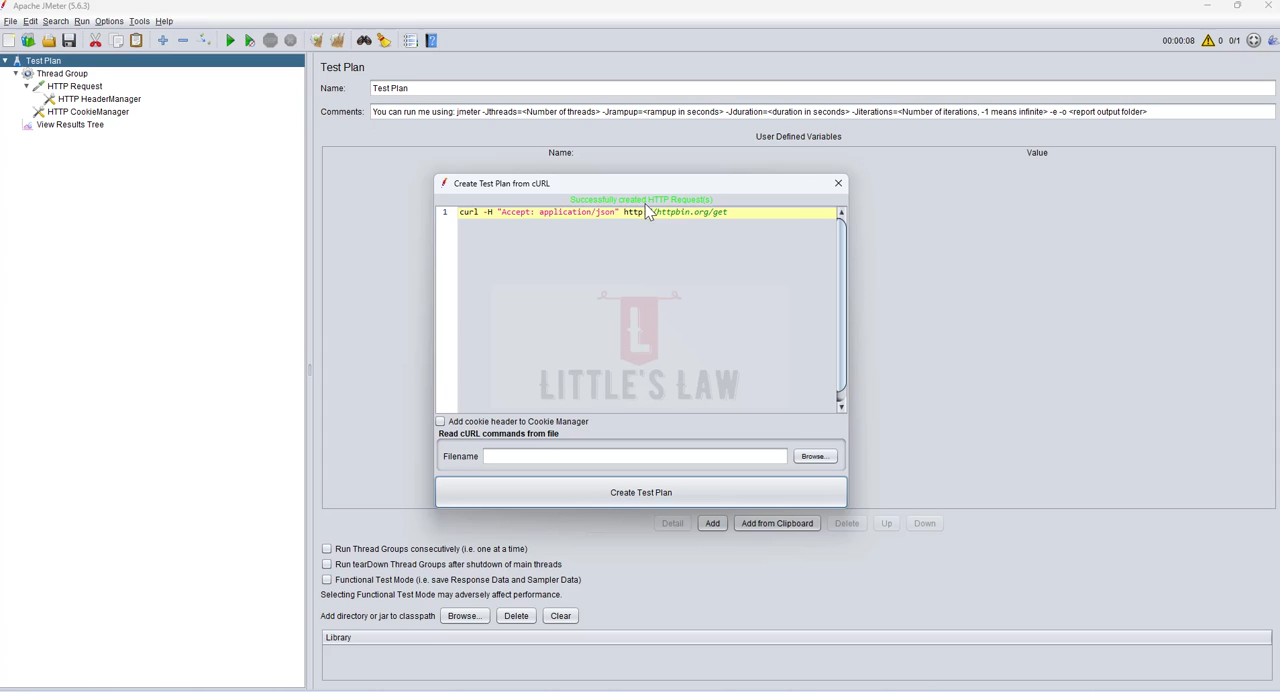 Apache JMeter (5.6.3)
File Edit Search Run Options Tools Help
00:00:08 0 0/1
Test Plan
Thread Group
HTTP Request
HTTP HeaderManager
HTTP CookieManager
View Results Tree
Test Plan
Name: Test Plan
Comments: You can run me using: jmeter -Jthreads=<Number of threads> -Jrampup=<rampup in seconds> -Jduration=<duration in seconds> -Jiterations=<Number of iterations, -1 means infinite> -e -o <report output folder>
User Defined Variables
Name: Value
Create Test Plan from cURL
Successfully created HTTP Request(s)
1 curl -H "Accept: application/json" http://httpbin.org/get
L
LITTLE'S LAW
Add cookie header to Cookie Manager
Read cURL commands from file
Filename Browse...
Create Test Plan
Detail Add Add from Clipboard Delete Up Down
Run Thread Groups consecutively (i.e. one at a time)
Run tearDown Thread Groups after shutdown of main threads
Functional Test Mode (i.e. save Response Data and Sampler Data)
Selecting Functional Test Mode may adversely affect performance.
Add directory or jar to classpath Browse... Delete Clear
Library